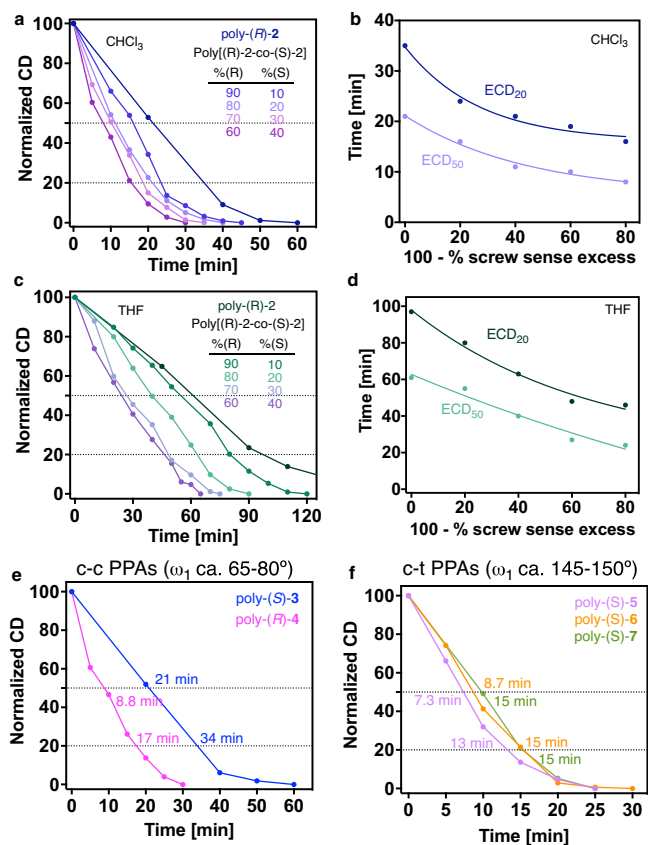 a
CHCl3
poly-(R)-2
Poly[(R)-2-co-(S)-2]
%(R) %(S)
90 10
80 20
70 30
60 40
Normalized CD
100
80
60
40
20
0
0 10 20 30 40 50 60
Time [min]
b
CHCl3
ECD20
ECD50
Time [min]
40
30
20
10
0
0 20 40 60 80
100 - % screw sense excess
c
THF
poly-(R)-2
Poly[(R)-2-co-(S)-2]
%(R) %(S)
90 10
80 20
70 30
60 40
Normalized CD
100
80
60
40
20
0
0 30 60 90 120
Time [min]
d
THF
ECD20
ECD50
Time [min]
100
80
60
40
20
0
0 20 40 60 80
100 - % screw sense excess
e
c-c PPAs (ω1 ca. 65-80º)
poly-(S)-3
poly-(R)-4
21 min
8.8 min
17 min
34 min
Normalized CD
100
80
60
40
20
0
0 10 20 30 40 50 60
Time [min]
f
c-t PPAs (ω1 ca. 145-150º)
poly-(S)-5
poly-(S)-6
poly-(S)-7
8.7 min
7.3 min
15 min
15 min
13 min
15 min
Normalized CD
100
80
60
40
20
0
0 5 10 15 20 25 30
Time [min]